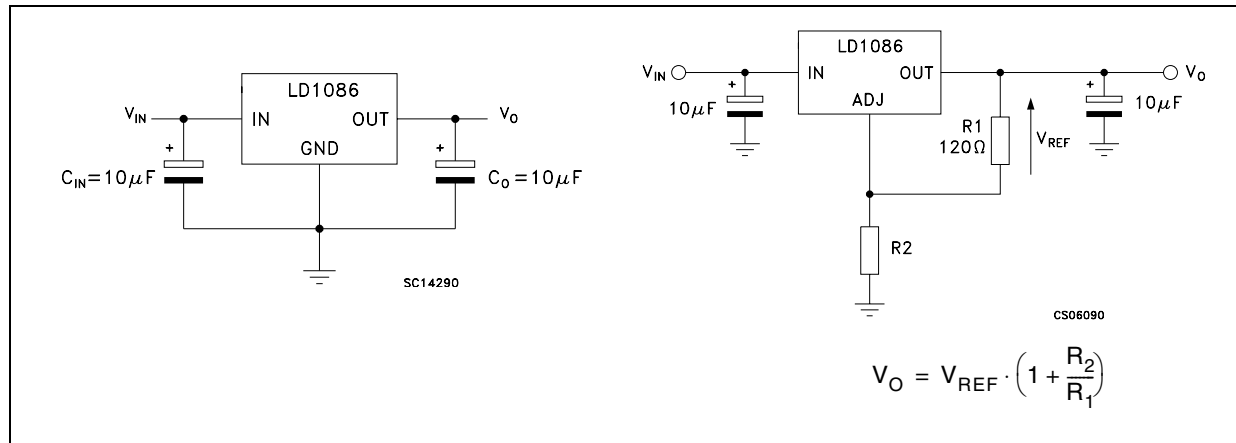 LD1086
V_IN
IN
OUT
V_O
GND
+
+
C_IN=10μF
C_O=10μF
SC14290
LD1086
V_IN
IN
OUT
V_O
ADJ
+
+
10μF
R1
120Ω
V_REF
10μF
R2
CS06090
V_O = V_REF · (1 + R_2/R_1)